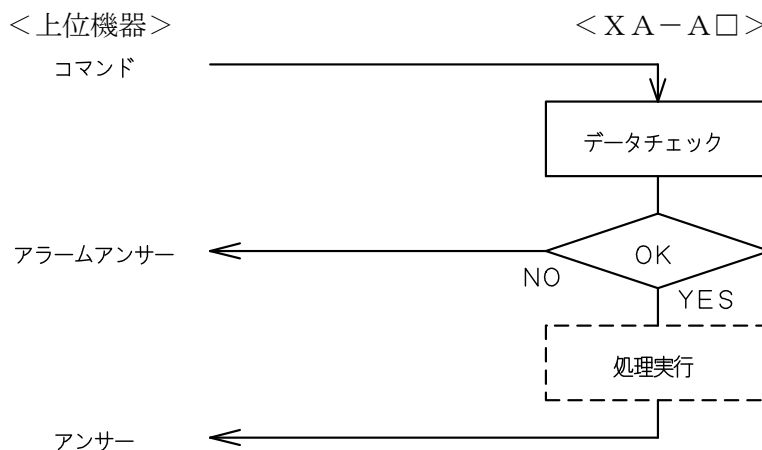 ＜上位機器＞ ＜ＸＡ－Ａ□＞
コマンド
データチェック
アラームアンサー
OK
NO
YES
処理実行
アンサー